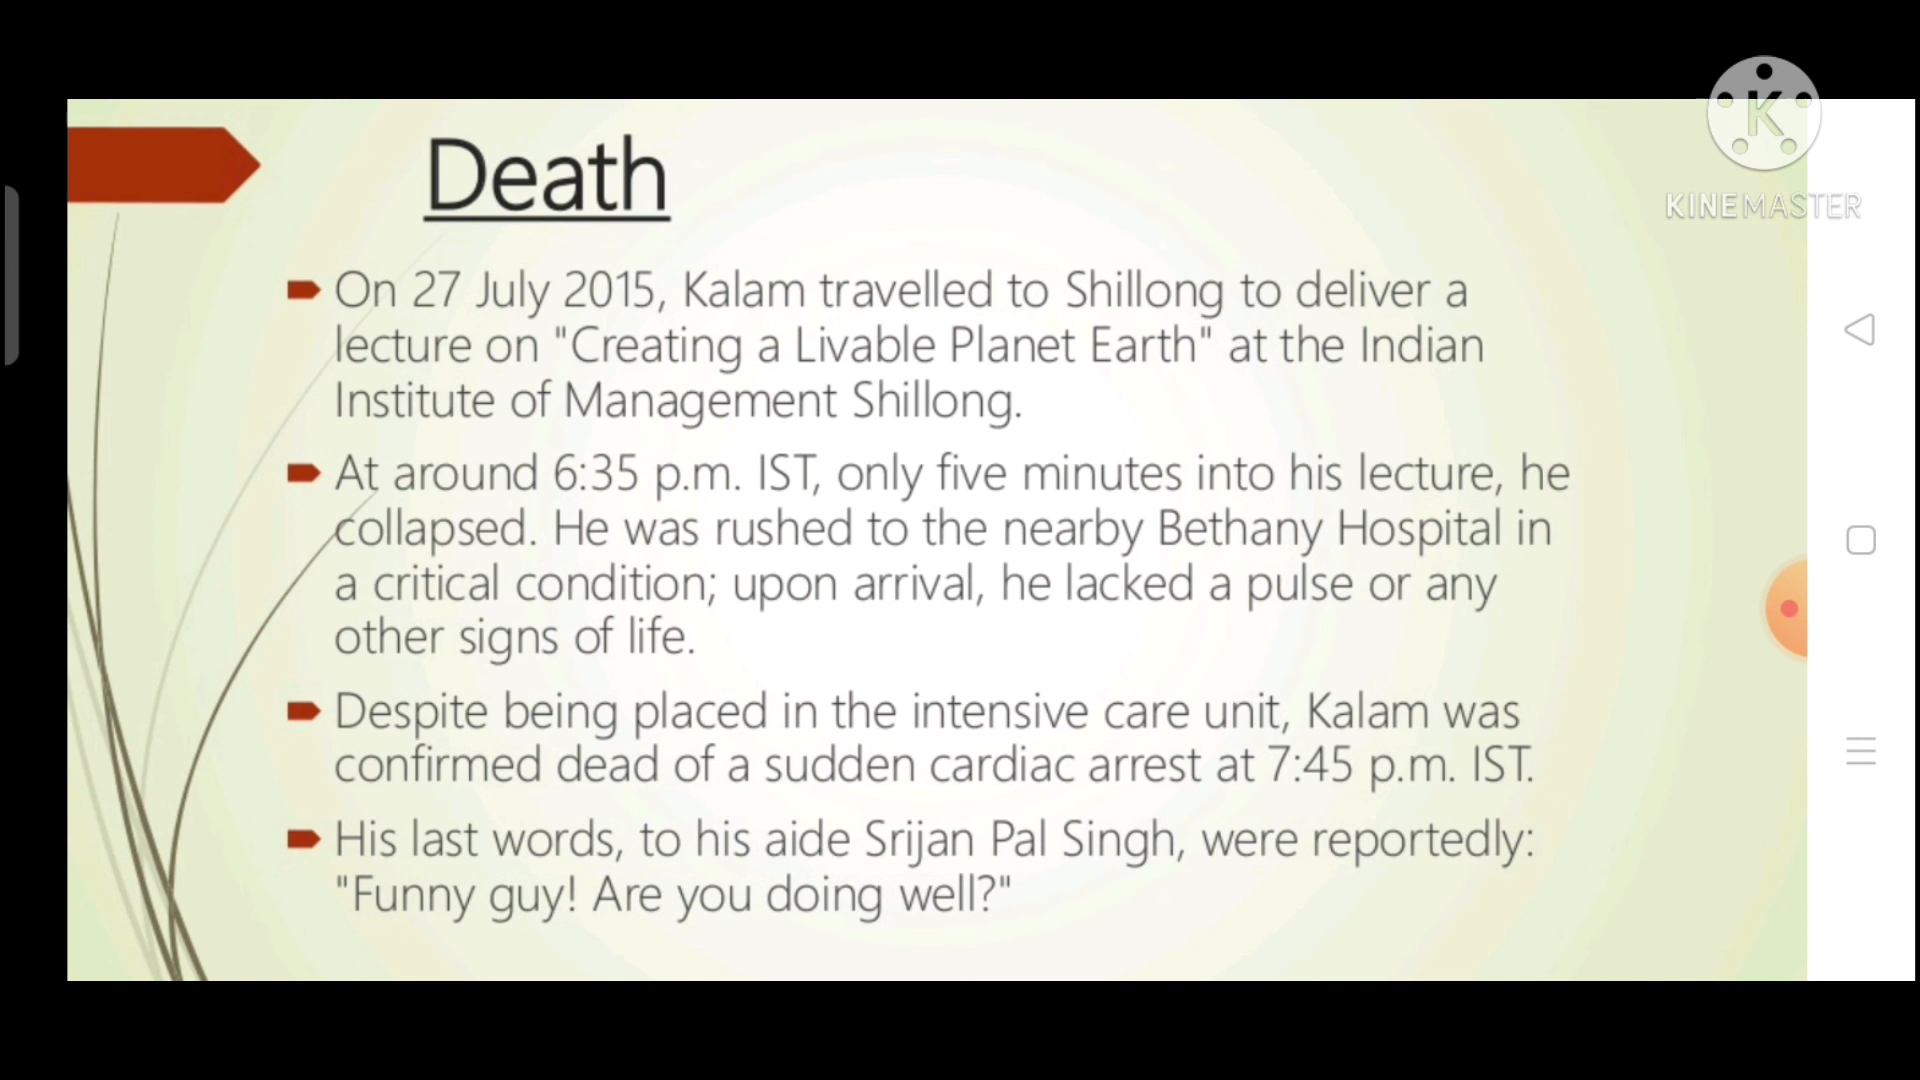 K
KINEMASTER
Death
On 27 July 2015, Kalam travelled to Shillong to deliver a
lecture on "Creating a Livable Planet Earth" at the Indian
Institute of Management Shillong.
At around 6:35 p.m. IST, only five minutes into his lecture, he
collapsed. He was rushed to the nearby Bethany Hospital in
a critical condition; upon arrival, he lacked a pulse or any
other signs of life.
Despite being placed in the intensive care unit, Kalam was
confirmed dead of a sudden cardiac arrest at 7:45 p.m. IST.
His last words, to his aide Srijan Pal Singh, were reportedly:
"Funny guy! Are you doing well?"